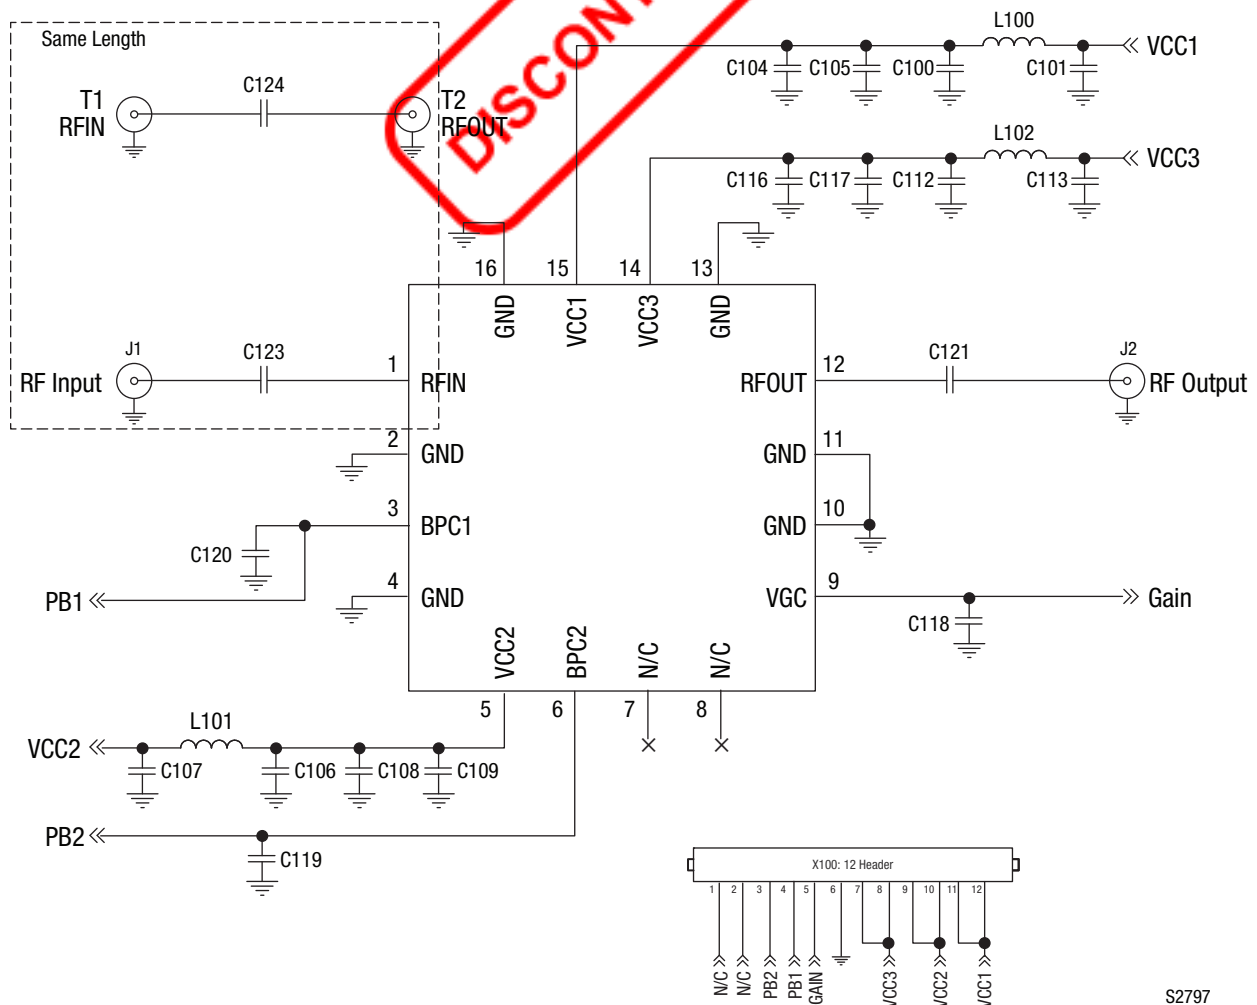 Same Length
L100
VCC1
C104
C105
C100
C101
C124
T1
RFIN
T2
RFOUT
L102
VCC3
C116
C117
C112
C113
16
15
14
13
GND
VCC1
VCC3
GND
J1
RF Input
C123
1
RFIN
RFOUT
12
C121
J2
RF Output
2
GND
GND
11
3
BPC1
GND
10
C120
4
GND
VGC
9
PB1
C118
Gain
VCC2
BPC2
N/C
N/C
5
6
7
8
L101
VCC2
C107
C106
C108
C109
PB2
C119
X100: 12 Header
1 2 3 4 5 6 7 8 9 10 11 12
N/C
N/C
PB2
PB1
GAIN
VCC3
VCC2
VCC1
S2797